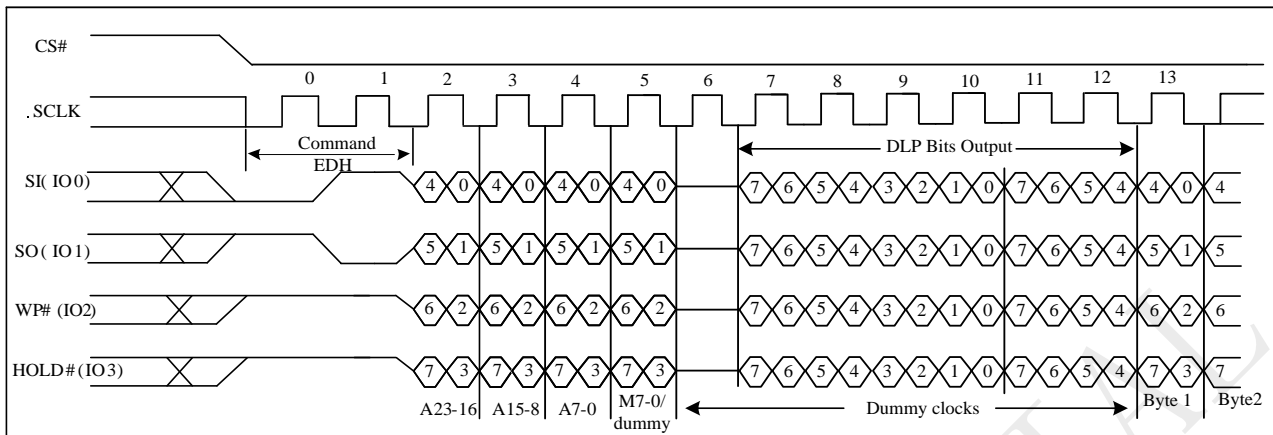 CS#
0 1 2 3 4 5 6 7 8 9 10 11 12 13
.SCLK
Command
EDH
DLP Bits Output
SI( IO0) 4 0 4 0 4 0 4 0 7 6 5 4 3 2 1 0 7 6 5 4 4 0 4
SO( IO1) 5 1 5 1 5 1 5 1 7 6 5 4 3 2 1 0 7 6 5 4 5 1 5
WP# (IO2) 6 2 6 2 6 2 6 2 7 6 5 4 3 2 1 0 7 6 5 4 6 2 6
HOLD# (IO3) 7 3 7 3 7 3 7 3 7 6 5 4 3 2 1 0 7 6 5 4 7 3 7
A23-16 A15-8 A7-0 M7-0/ Dummy clocks Byte 1 Byte2
dummy